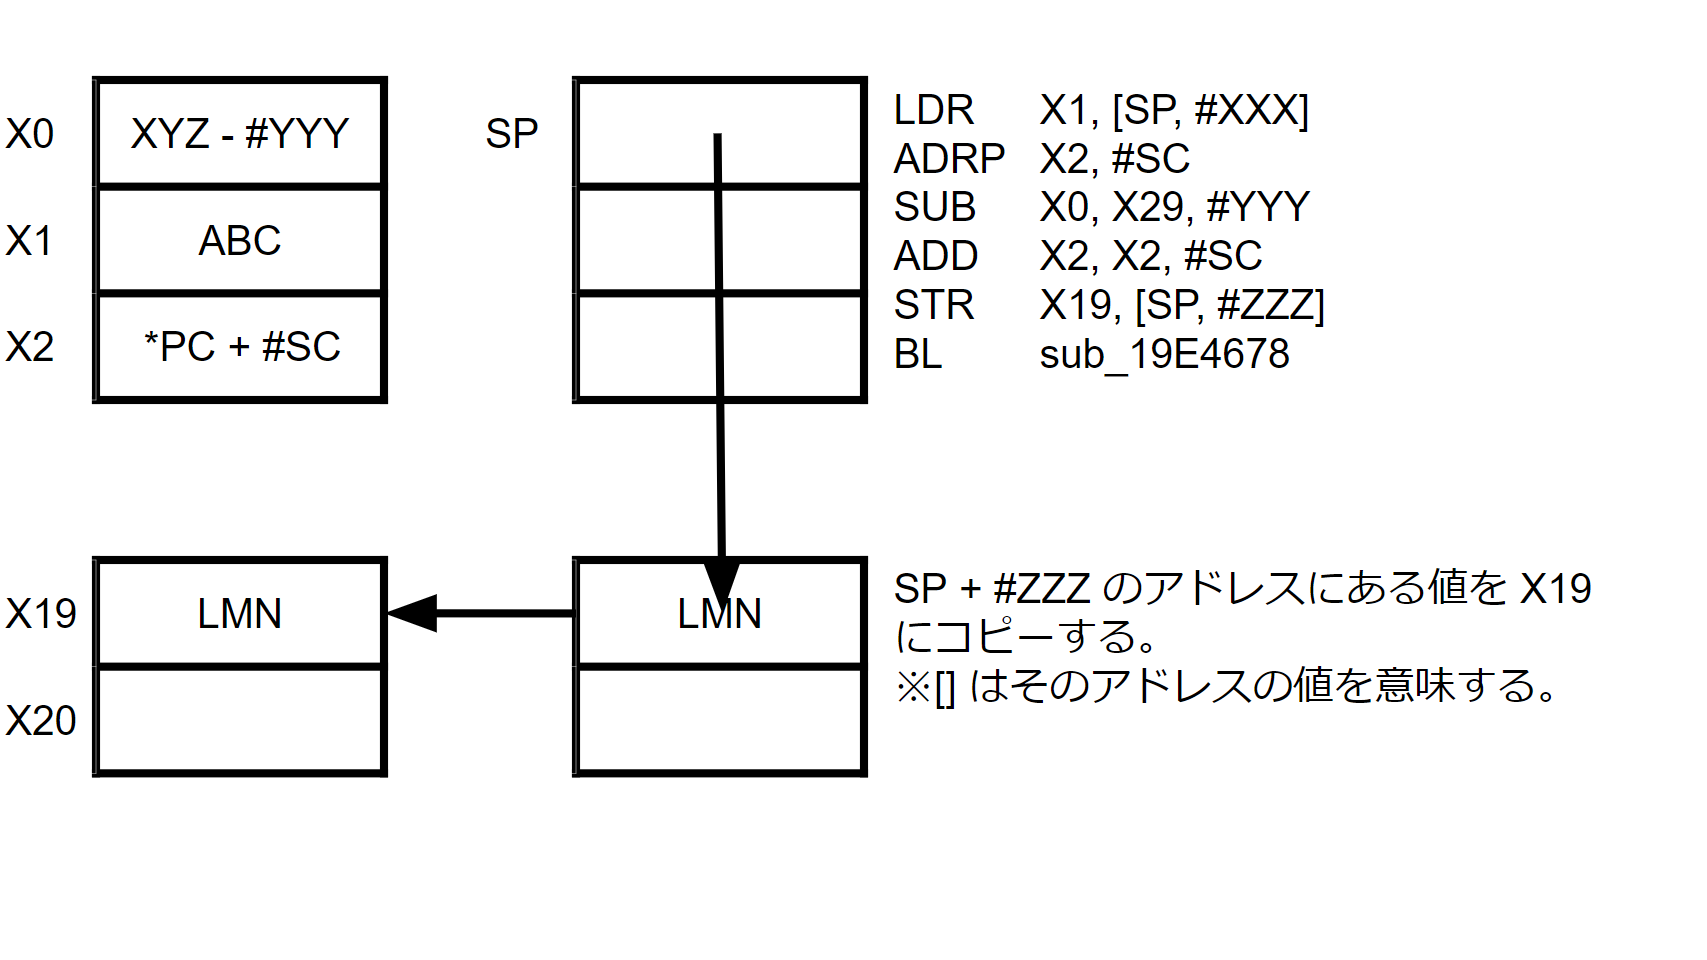 X0
XYZ - #YYY
X1
ABC
X2
*PC + #SC
SP
LDR X1, [SP, #XXX]
ADRP X2, #SC
SUB X0, X29, #YYY
ADD X2, X2, #SC
STR X19, [SP, #ZZZ]
BL sub_19E4678
X19
LMN
X20
LMN
SP + #ZZZ のアドレスにある値を X19
にコピーする。
※[] はそのアドレスの値を意味する。